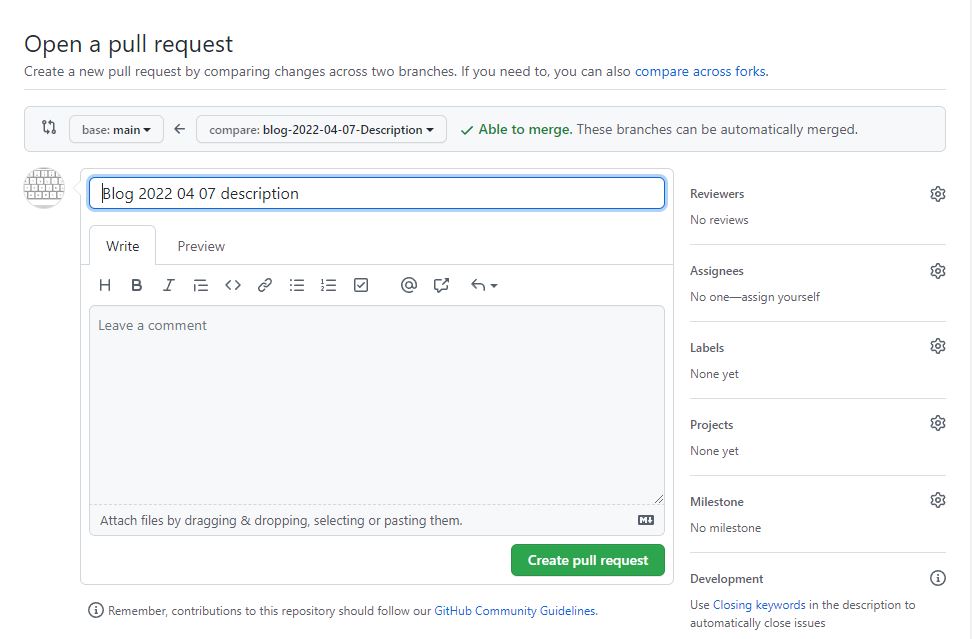 Open a pull request
Create a new pull request by comparing changes across two branches. If you need to, you can also compare across forks.
base: main
compare: blog-2022-04-07-Description
Able to merge. These branches can be automatically merged.
Blog 2022 04 07 description
Write
Preview
H B I
Leave a comment
Attach files by dragging & dropping, selecting or pasting them.
Create pull request
Remember, contributions to this repository should follow our GitHub Community Guidelines.
Reviewers
No reviews
Assignees
No one—assign yourself
Labels
None yet
Projects
None yet
Milestone
No milestone
Development
Use Closing keywords in the description to
automatically close issues